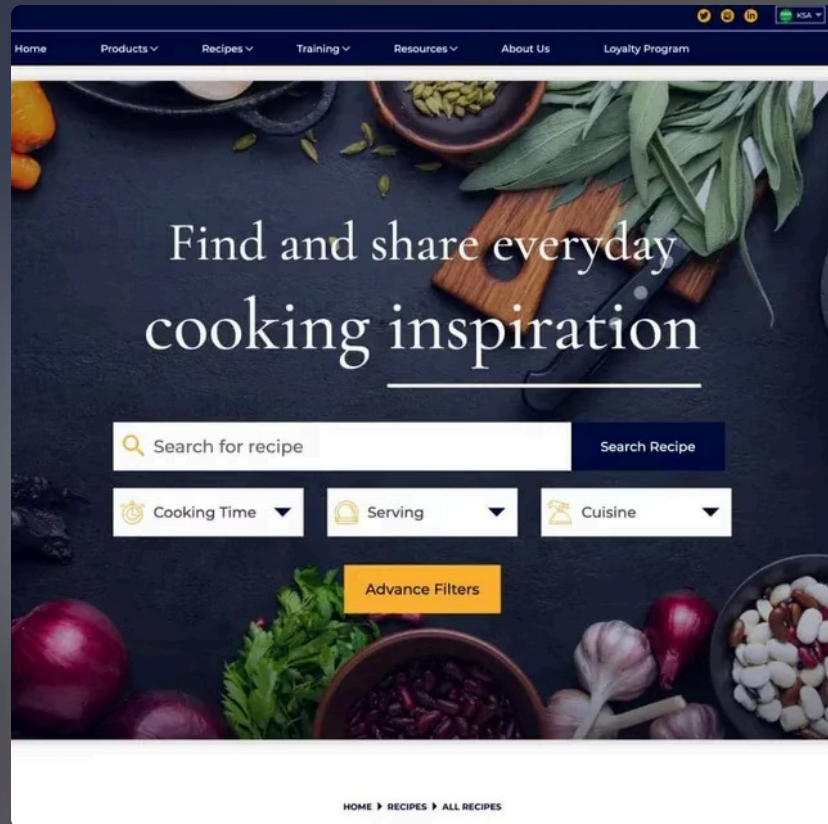 KSA
Home Products Recipes Training Resources About Us Loyalty Program
Find and share everyday
cooking inspiration
Search for recipe Search Recipe
Cooking Time Serving Cuisine
Advance Filters
HOME RECIPES ALL RECIPES